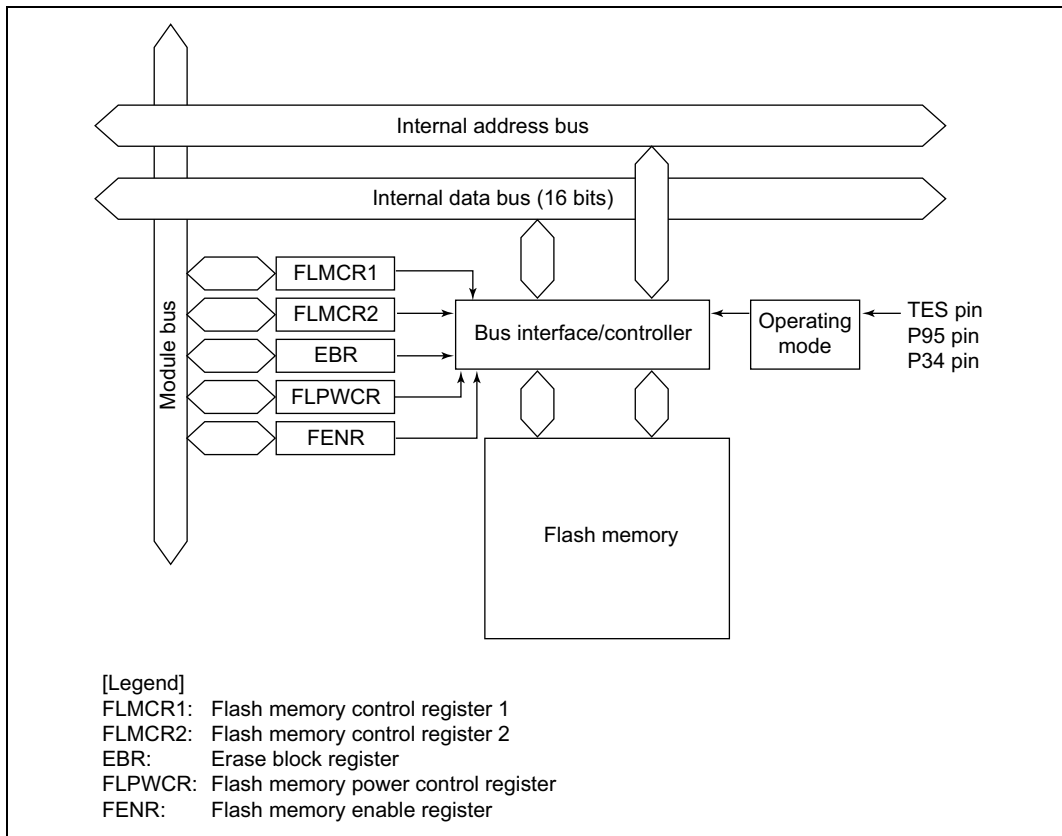 Internal address bus
Internal data bus (16 bits)
Module bus
FLMCR1
FLMCR2
EBR
FLPWCR
FENR
Bus interface/controller
Operating
mode
TES pin
P95 pin
P34 pin
Flash memory
[Legend]
FLMCR1: Flash memory control register 1
FLMCR2: Flash memory control register 2
EBR: Erase block register
FLPWCR: Flash memory power control register
FENR: Flash memory enable register